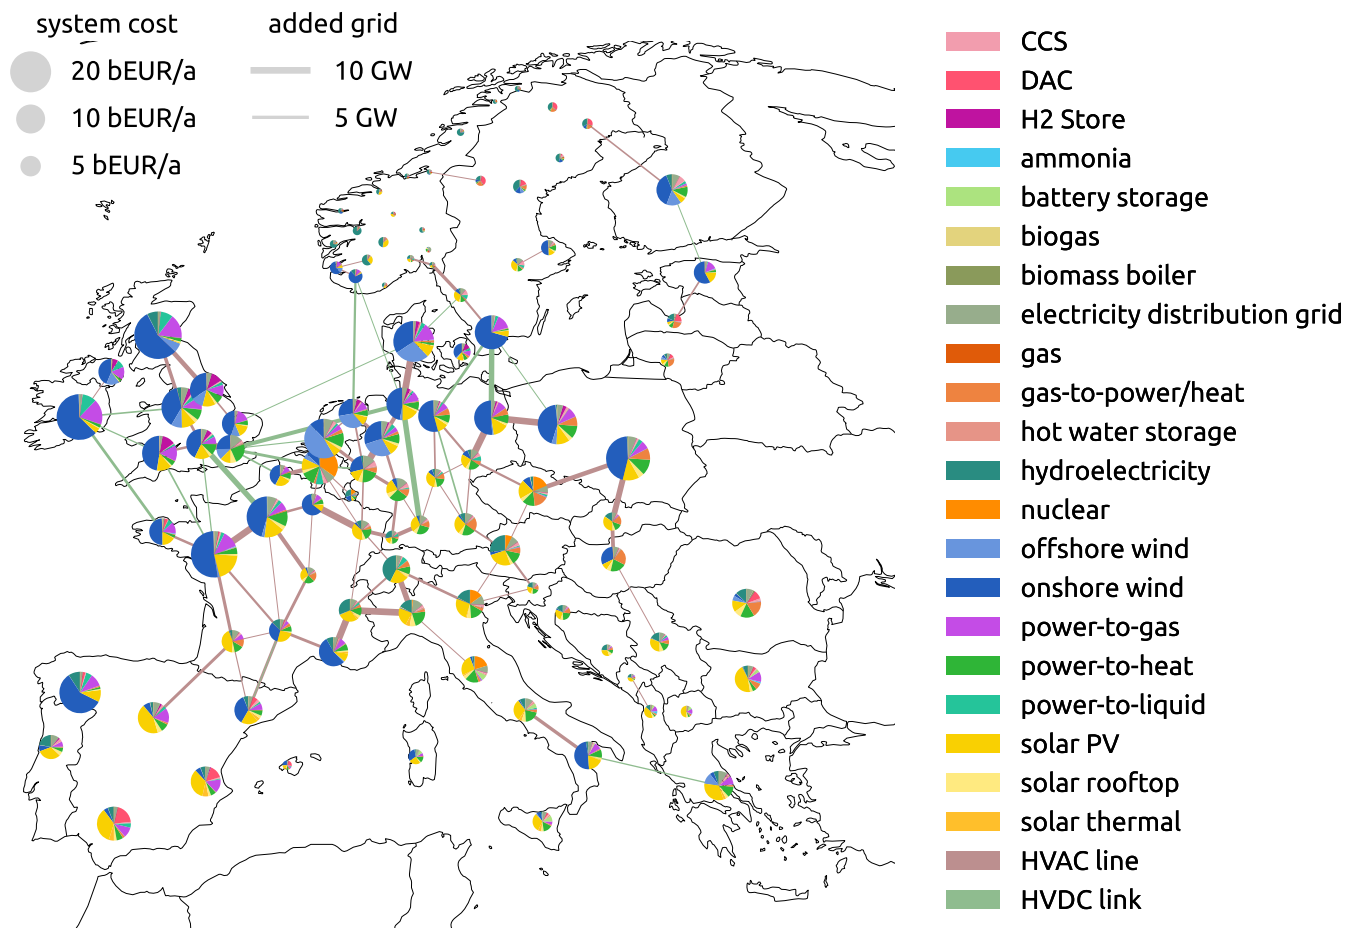 system cost
20 bEUR/a
10 bEUR/a
5 bEUR/a
added grid
10 GW
5 GW
CCS
DAC
H2 Store
ammonia
battery storage
biogas
biomass boiler
electricity distribution grid
gas
gas-to-power/heat
hot water storage
hydroelectricity
nuclear
offshore wind
onshore wind
power-to-gas
power-to-heat
power-to-liquid
solar PV
solar rooftop
solar thermal
HVAC line
HVDC link